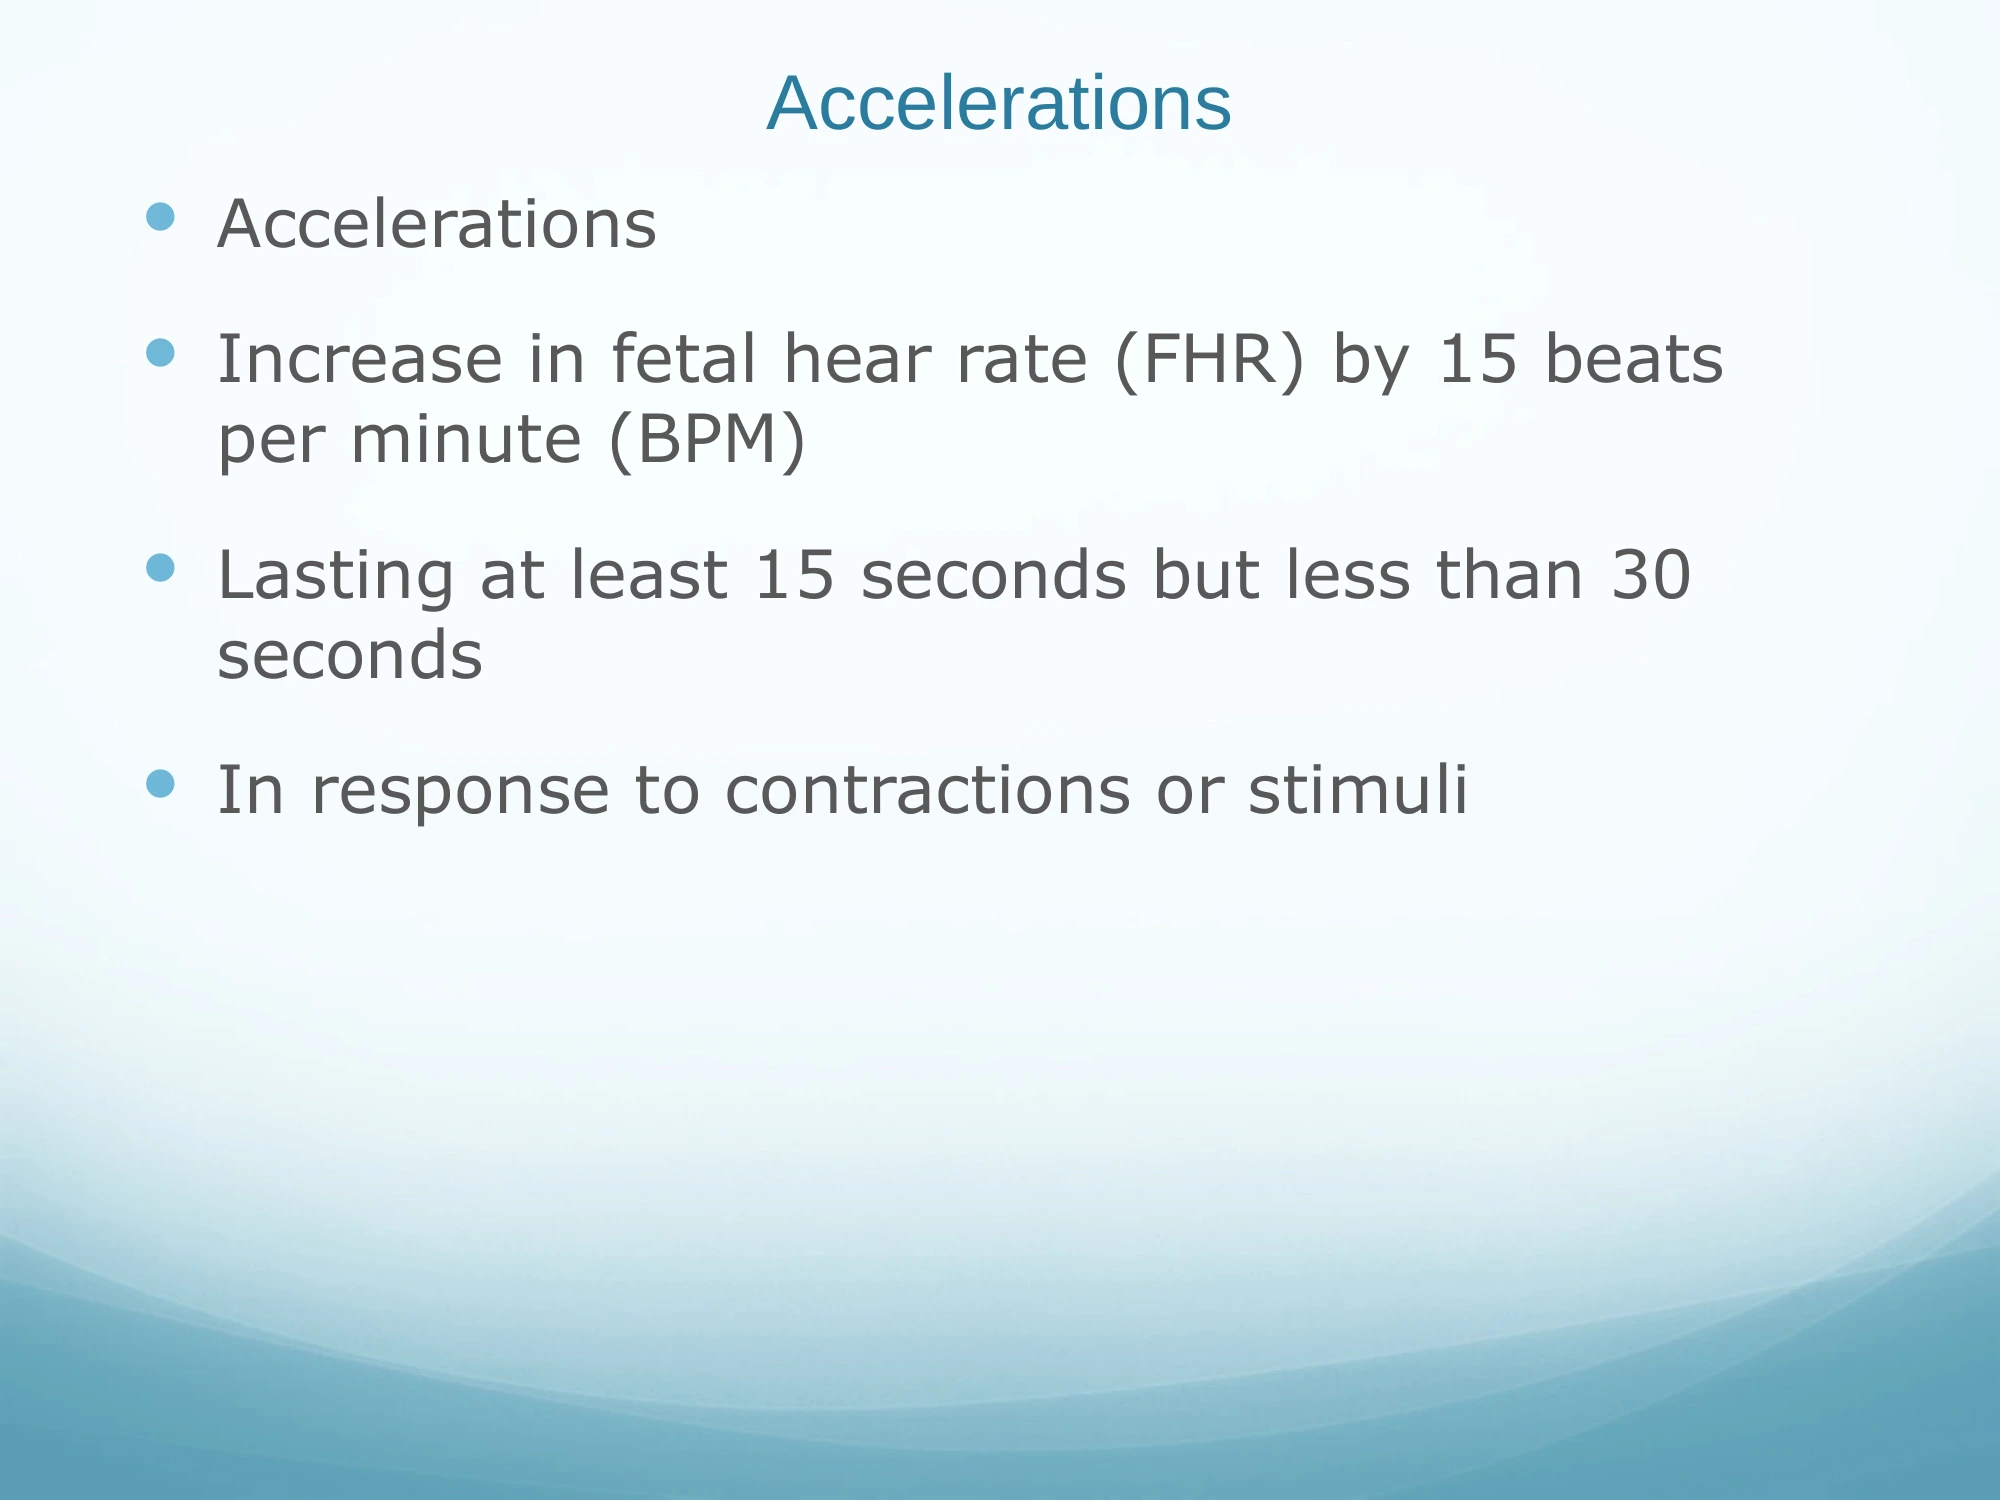 Accelerations
• Accelerations
• Increase in fetal hear rate (FHR) by 15 beats
per minute (BPM)
• Lasting at least 15 seconds but less than 30
seconds
• In response to contractions or stimuli